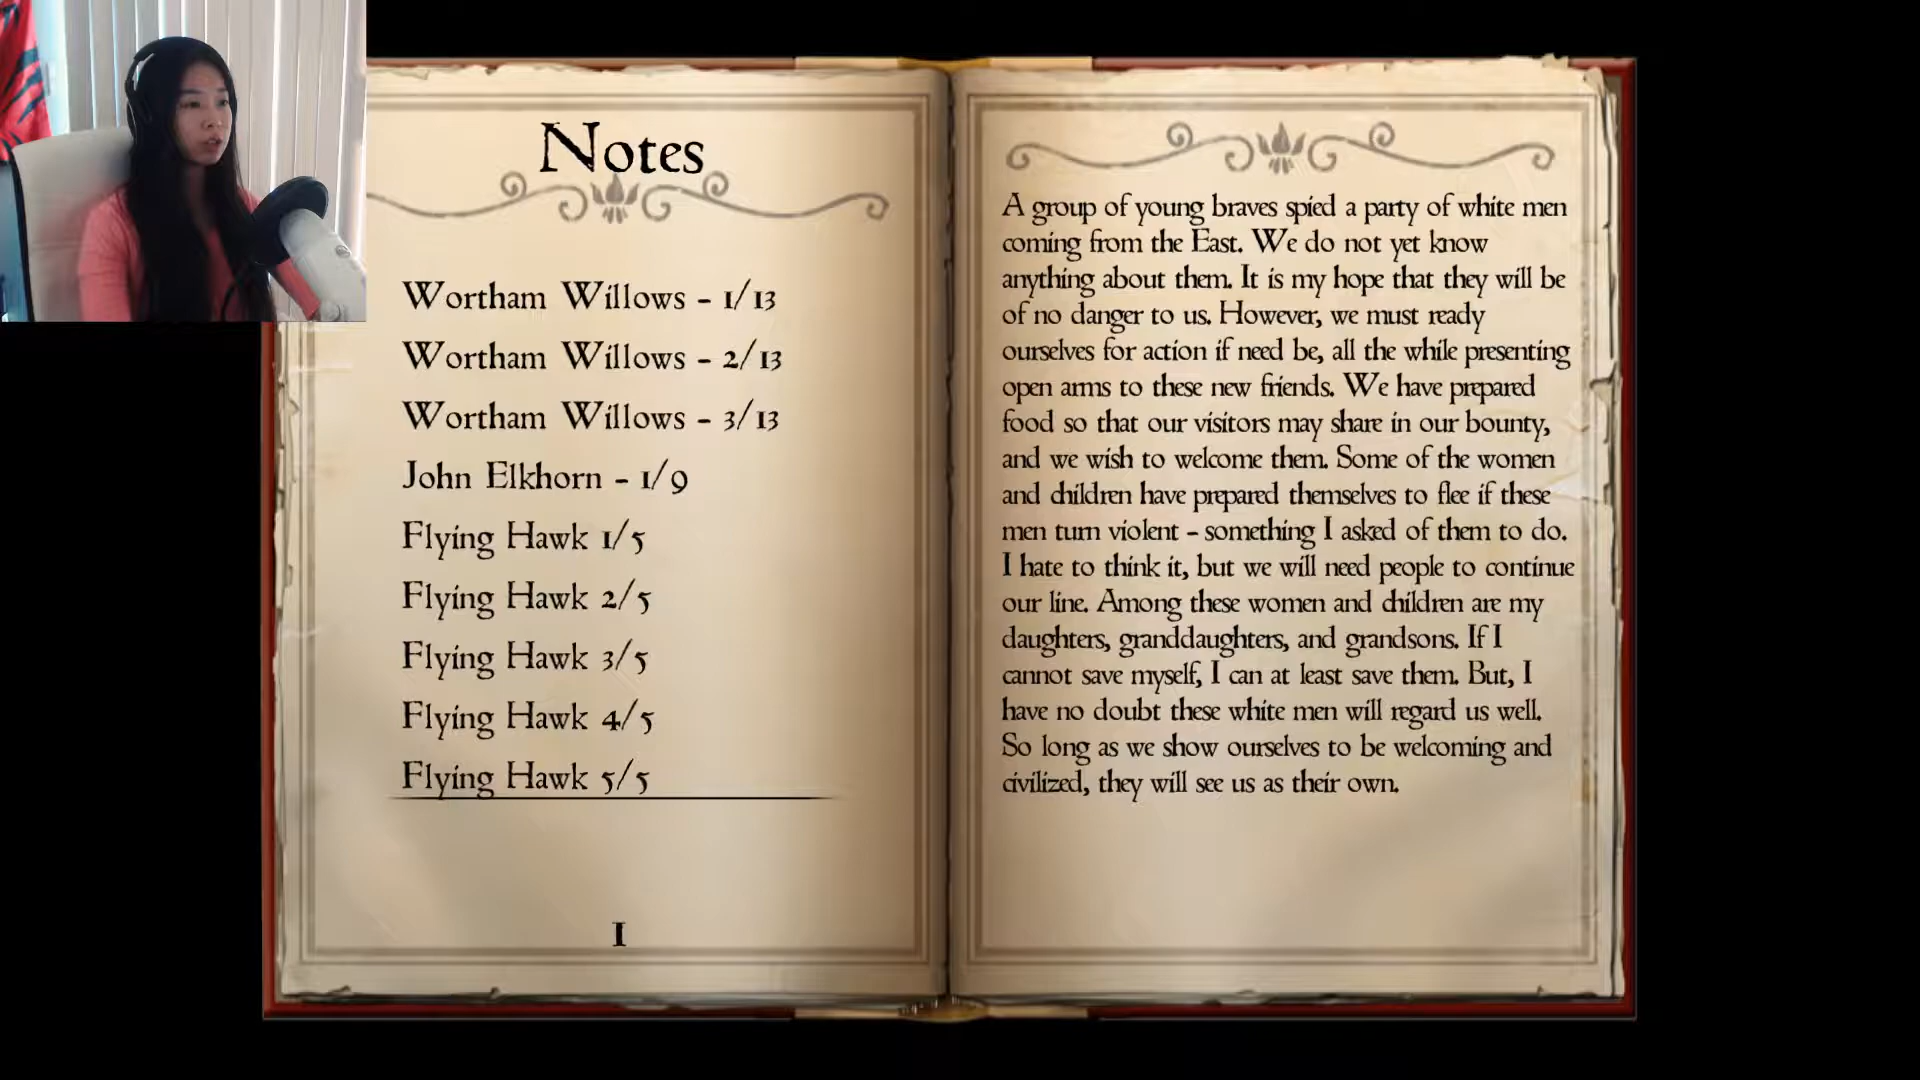 Notes
Wortham Willows - 1/13
Wortham Willows - 2/13
Wortham Willows - 3/13
John Elkhorn - 1/9
Flying Hawk 1/5
Flying Hawk 2/5
Flying Hawk 3/5
Flying Hawk 4/5
Flying Hawk 5/5
1
A group of young braves spied a party of white men
coming from the East. We do not yet know
anything about them. It is my hope that they will be
of no danger to us. However, we must ready
ourselves for action if need be, all the while presenting
open arms to these new friends. We have prepared
food so that our visitors may share in our bounty,
and we wish to welcome them. Some of the women
and children have prepared themselves to flee if these
men turn violent - something I asked of them to do.
I hate to think it, but we will need people to continue
our line. Among these women and children are my
daughters, granddaughters, and grandsons. If I
cannot save myself, I can at least save them. But, I
have no doubt these white men will regard us well.
So long as we show ourselves to be welcoming and
civilized, they will see us as their own.